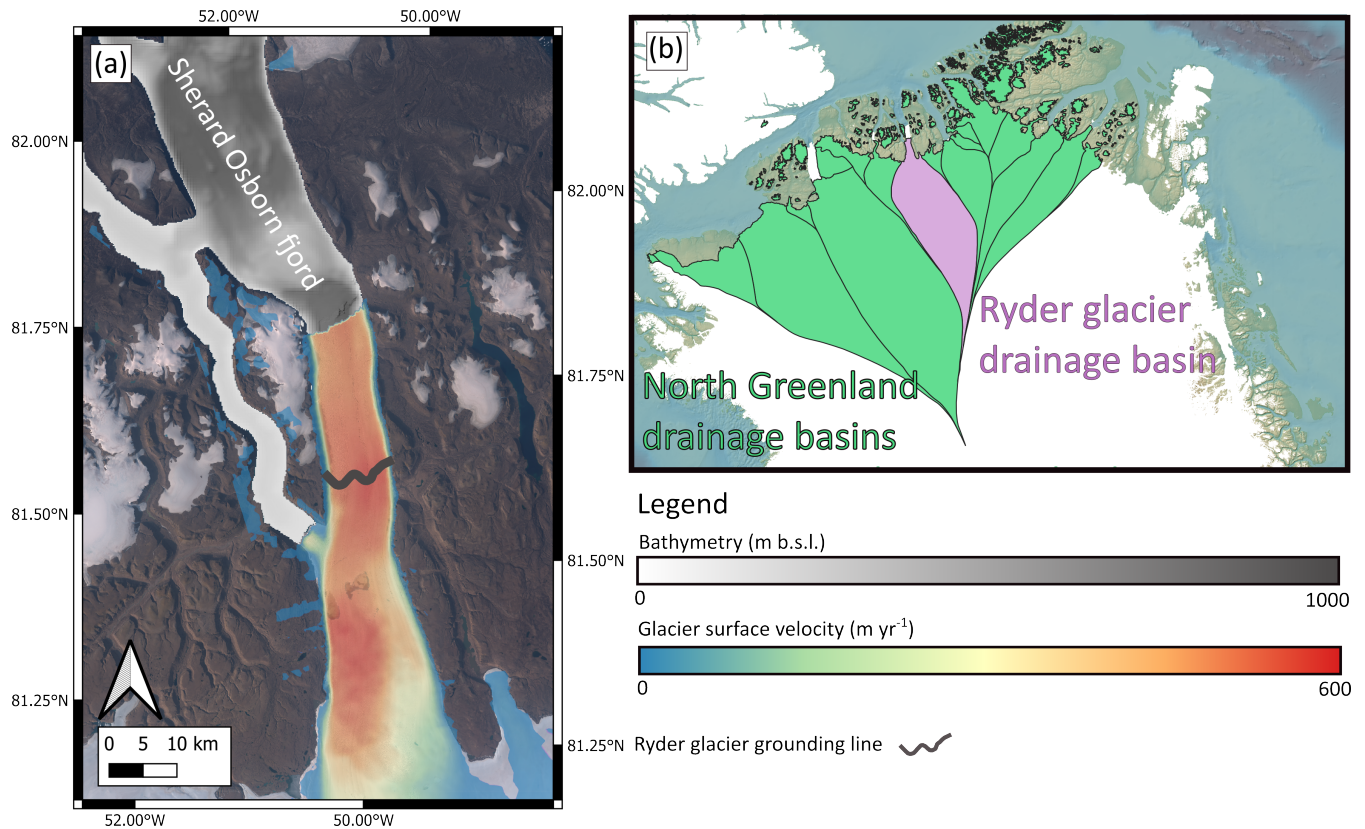 52.00°W
50.00°W
(a)
Sherard Osborn fjord
82.00°N
82.00°N
81.75°N
81.75°N
81.50°N
81.50°N
81.25°N
81.25°N
0 5 10 km
52.00°W
50.00°W
(b)
Ryder glacier
drainage basin
North Greenland
drainage basins
Legend
Bathymetry (m b.s.l.)
0
1000
Glacier surface velocity (m yr⁻¹)
0
600
Ryder glacier grounding line